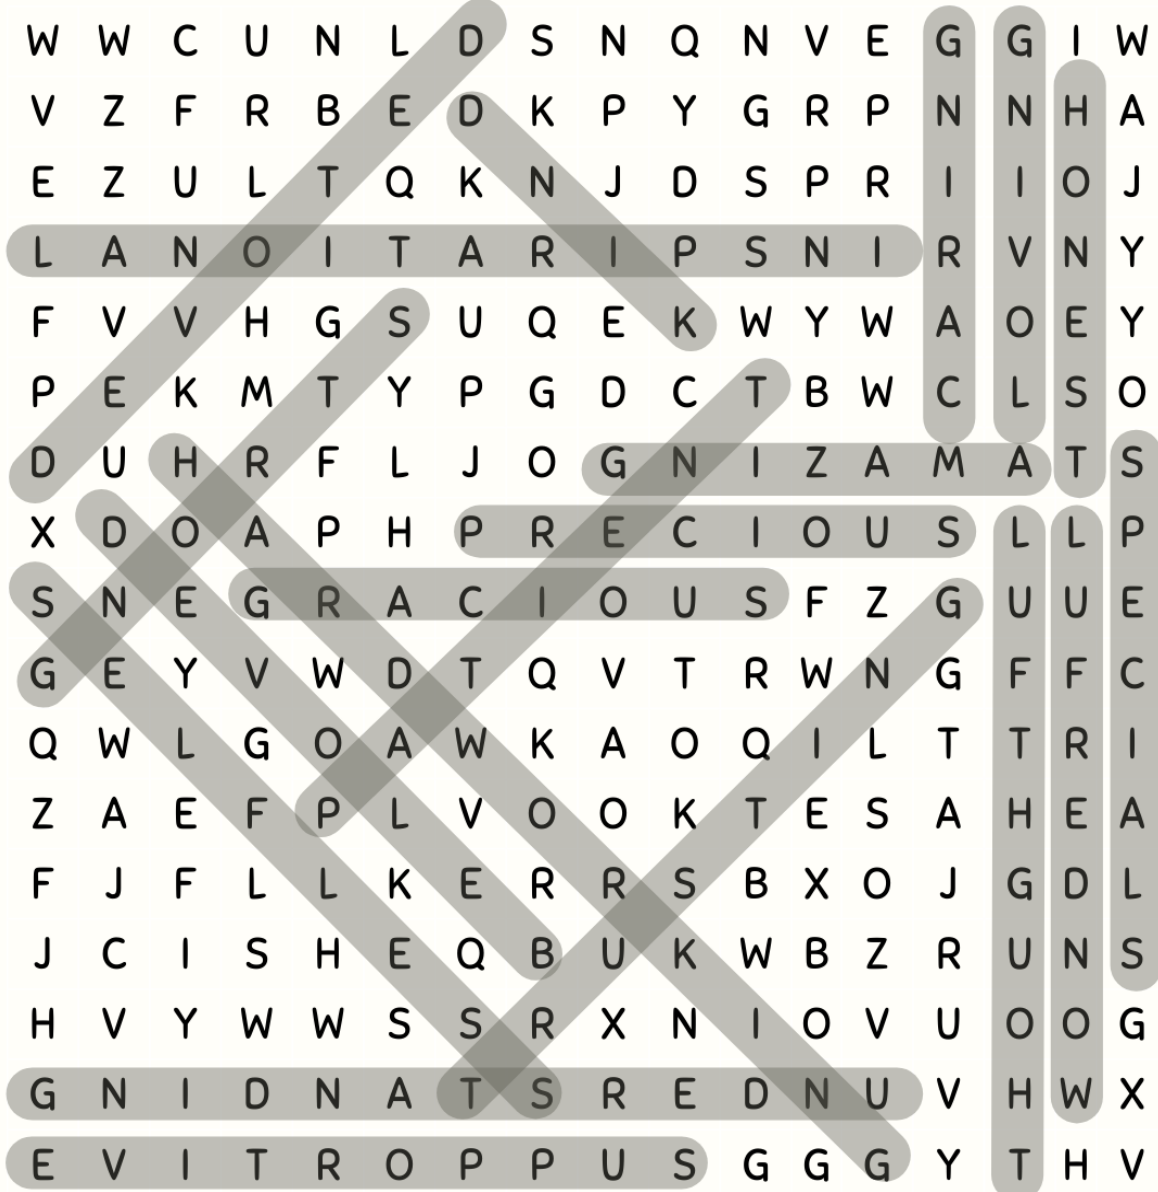 W W C U N L D S N Q N V E G G I W
V Z F R B E D K P Y G R P N N H A
E Z U L T Q K N J D S P R I I O J
L A N O I T A R I P S N I R V N Y
F V V H G S U Q E K W Y W A O E Y
P E K M T Y P G D C T B W C L S O
D U H R F L J O G N I Z A M A T S
X D O A P H P R E C I O U S L L P
S N E G R A C I O U S F Z G U U E
G E Y V W D T Q V T R W N G F F C
Q W L G O A W K A O Q I L T T R I
Z A E F P L V O O K T E S A H E A
F J F L L K E R R S B X O J G D L
J C I S H E Q B U K W B Z R U N S
H V Y W W S S R X N I O V U O O G
G N I D N A T S R E D N U V H W X
E V I T R O P P U S G G G Y T H V